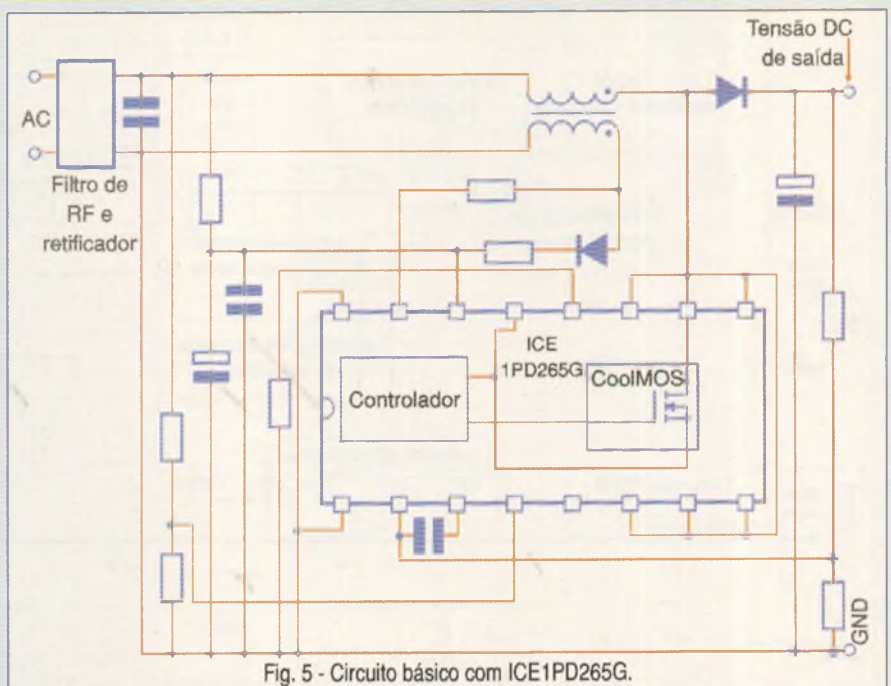 Tensão DC
de saída
AC
Filtro de
RF e
retificador
ICE
1PD265G
CoolMOS
Controlador
GND
Fig. 5 - Circuito básico com ICE1PD265G.